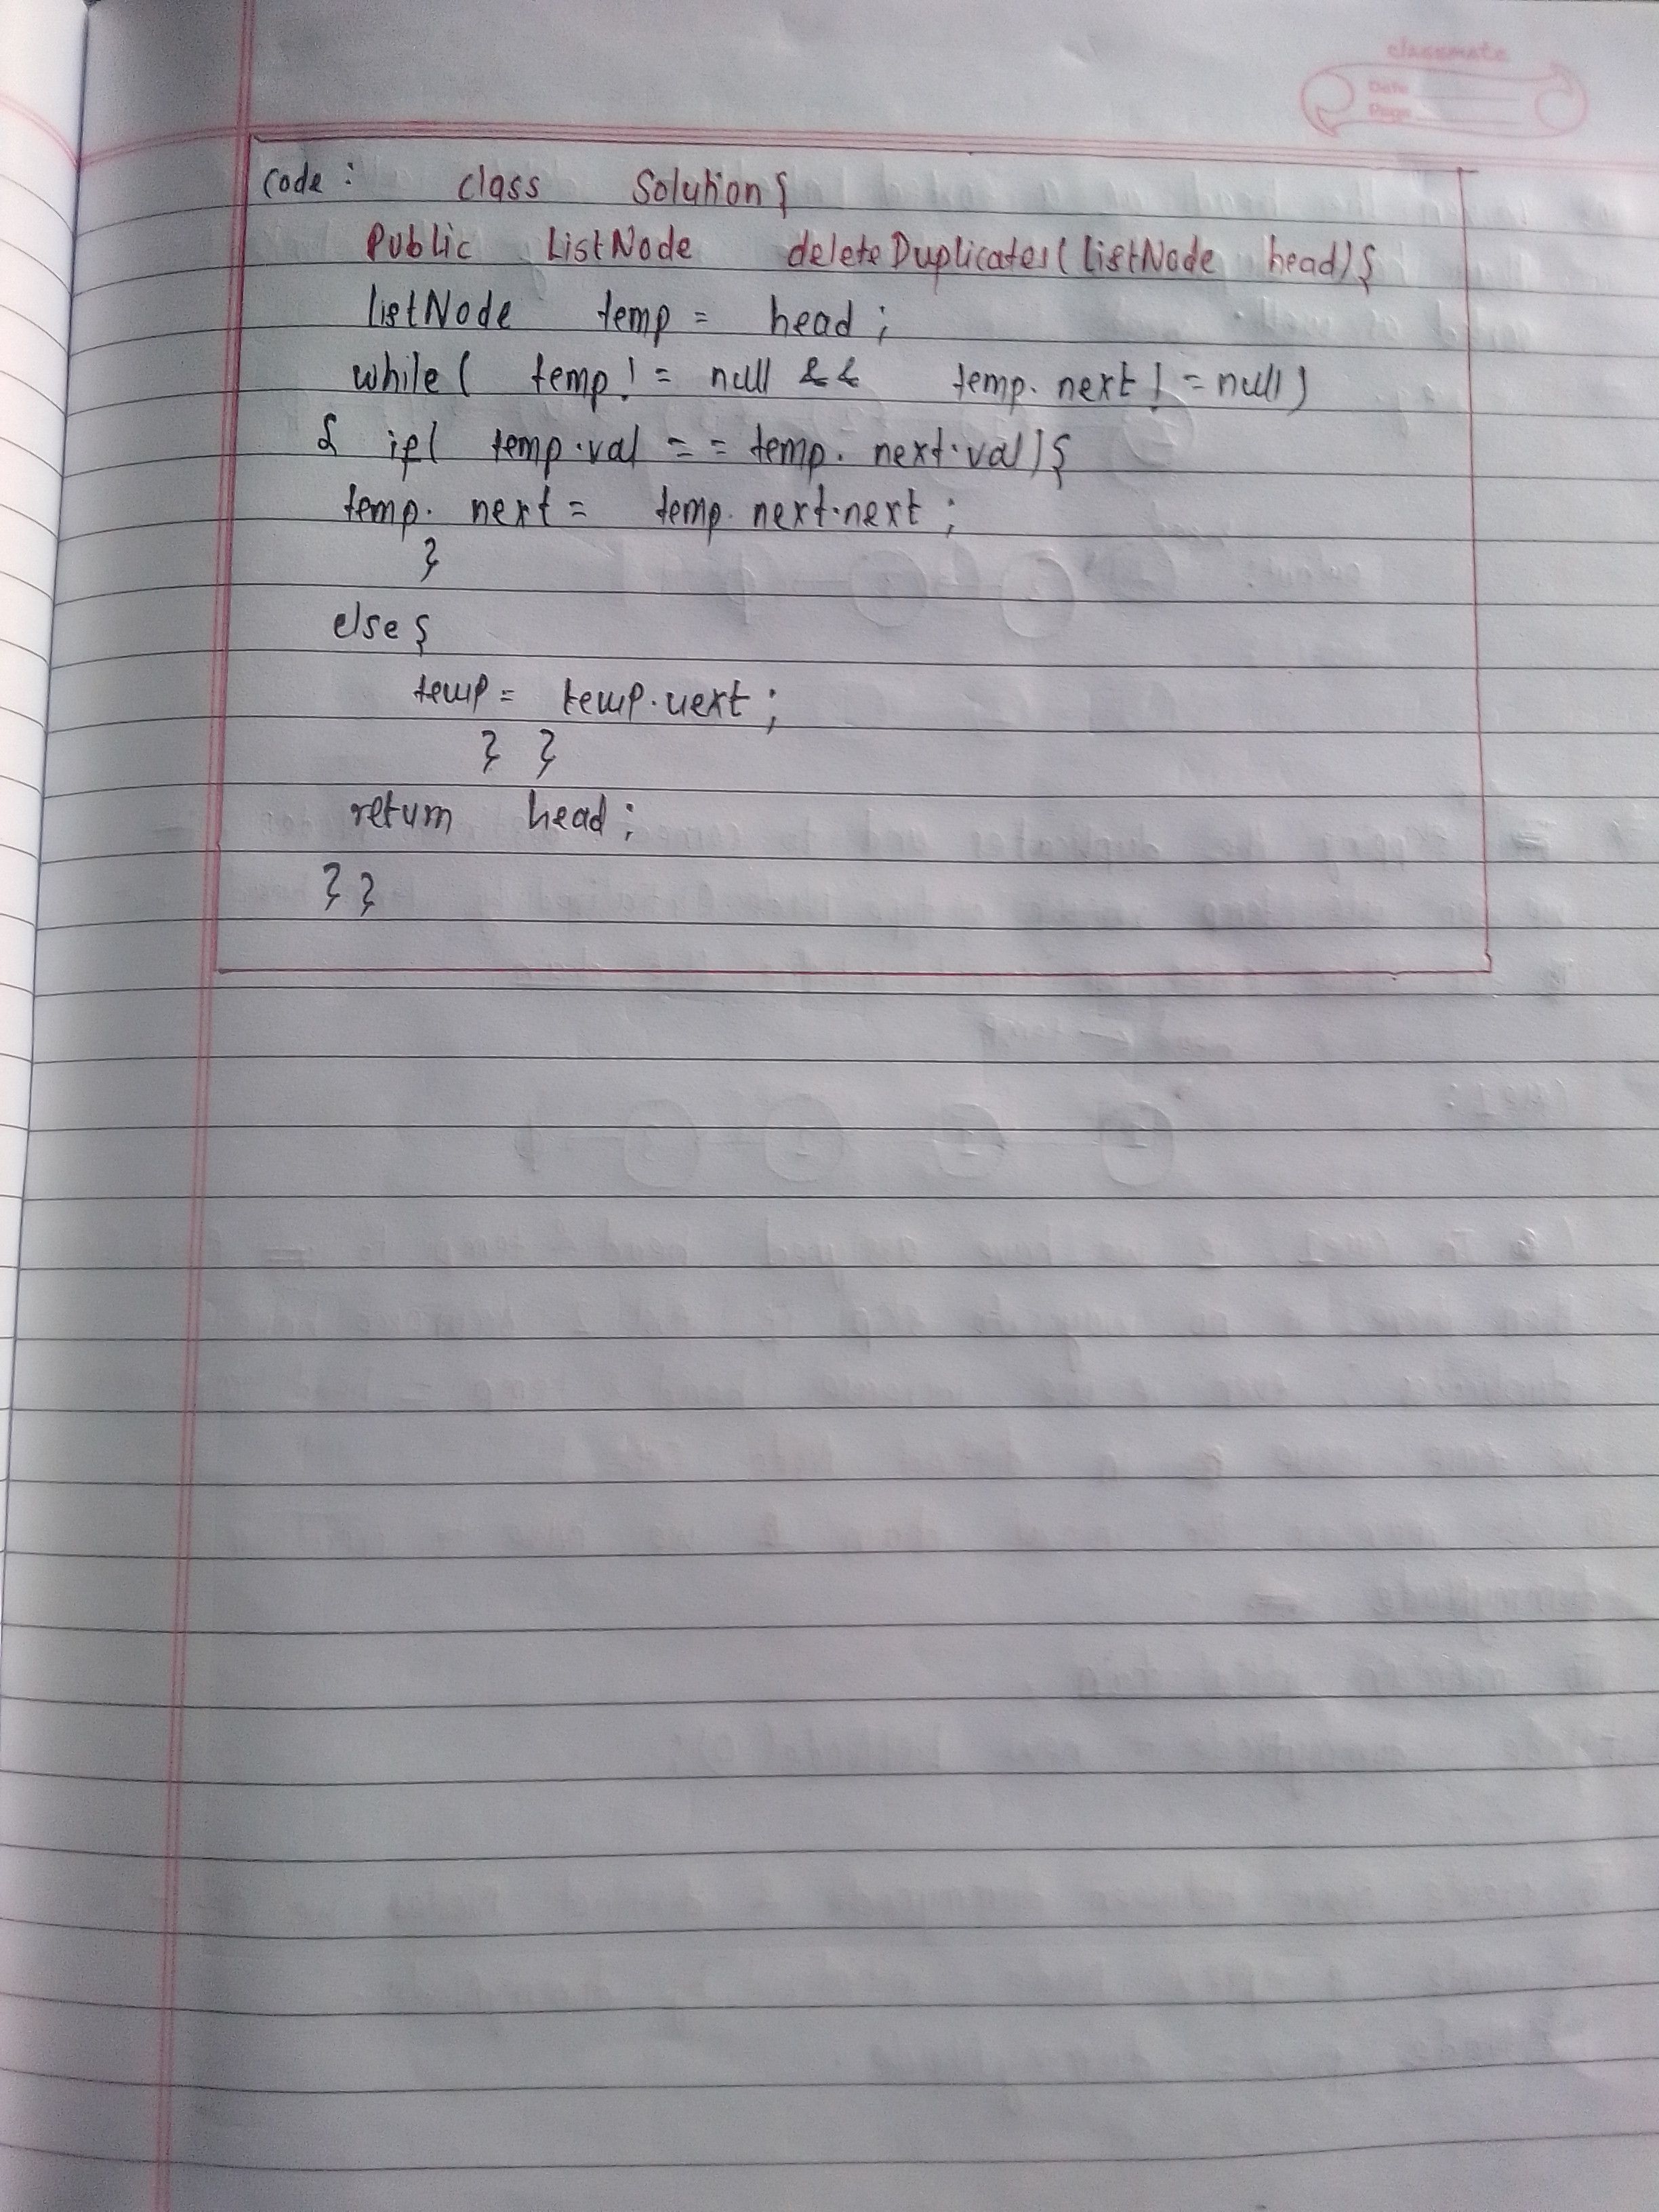 classmate
Date
Page
Code : class Solution{
Public ListNode deleteDuplicates(listNode head){
listNode temp = head ;
while( temp != null && temp. next != null)
{ if( temp.val == temp. next.val){
temp. next = temp. next.next ;
}
else {
temp = temp.next ;
} }
return head ;
} }